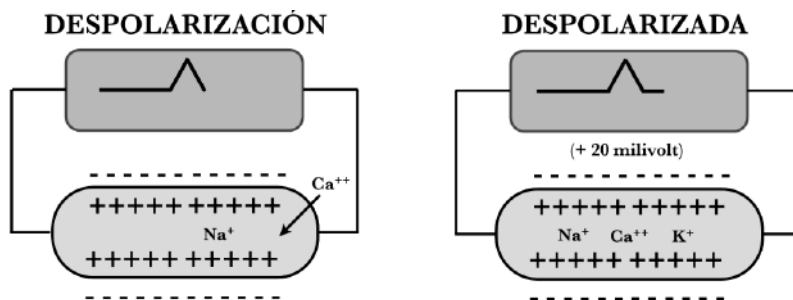 DESPOLARIZACIÓN
- - - - - - - - - -
Ca⁺⁺
+++++ +++++
Na⁺
+++++ +++++
- - - - - - - - - -
DESPOLARIZADA
(+ 20 milivolt)
- - - - - - - - - -
+++++ +++++
Na⁺ Ca⁺⁺ K⁺
+++++ +++++
- - - - - - - - - -